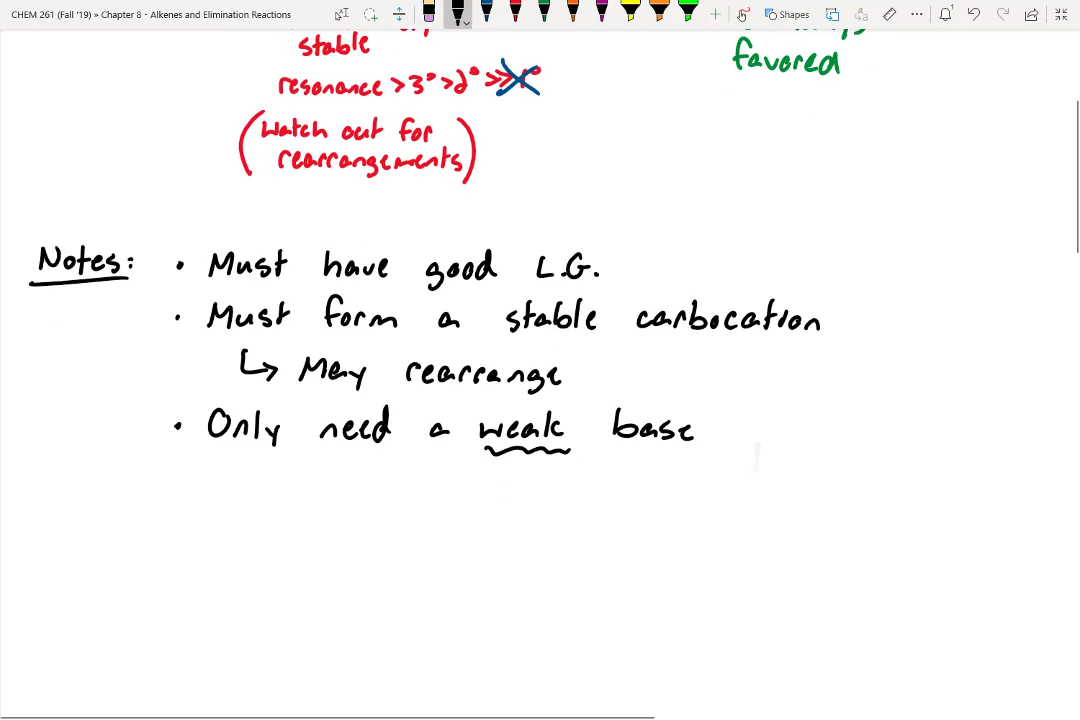 CHEM 261 (Fall '19) » Chapter 8 - Alkenes and Elimination Reactions
Shapes
stable
resonance > 3° > 2° >>> 1°
favored
(Watch out for
rearrangements)
Notes: • Must have good L.G.
• Must form a stable carbocation
↳ May rearrange
• Only need a weak base